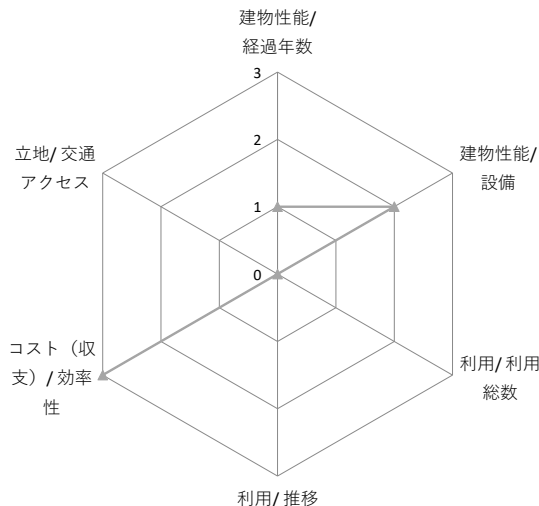 建物性能/
経過年数
3
2
1
0
建物性能/
設備
利用/利用
総数
利用/推移
コスト（収
支）/効率
性
立地/交通
アクセス